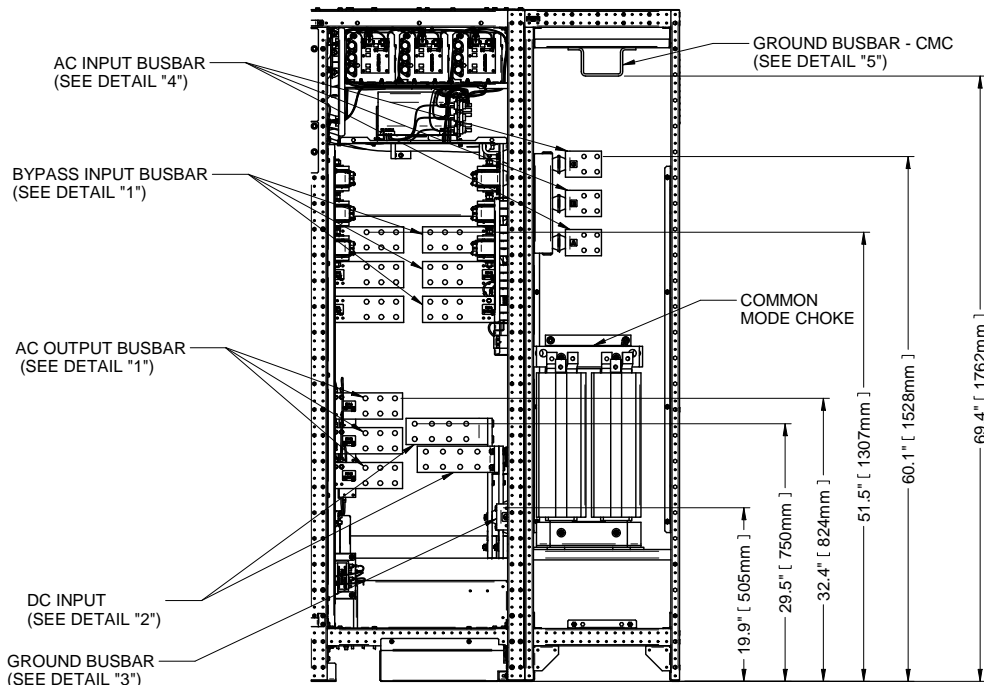 AC INPUT BUSBAR
(SEE DETAIL "4")
BYPASS INPUT BUSBAR
(SEE DETAIL "1")
AC OUTPUT BUSBAR
(SEE DETAIL "1")
DC INPUT
(SEE DETAIL "2")
GROUND BUSBAR
(SEE DETAIL "3")
GROUND BUSBAR - CMC
(SEE DETAIL "5")
COMMON
MODE CHOKE
19.9" [ 505mm ]
29.5" [ 750mm ]
32.4" [ 824mm ]
51.5" [ 1307mm ]
60.1" [ 1528mm ]
69.4" [ 1762mm ]